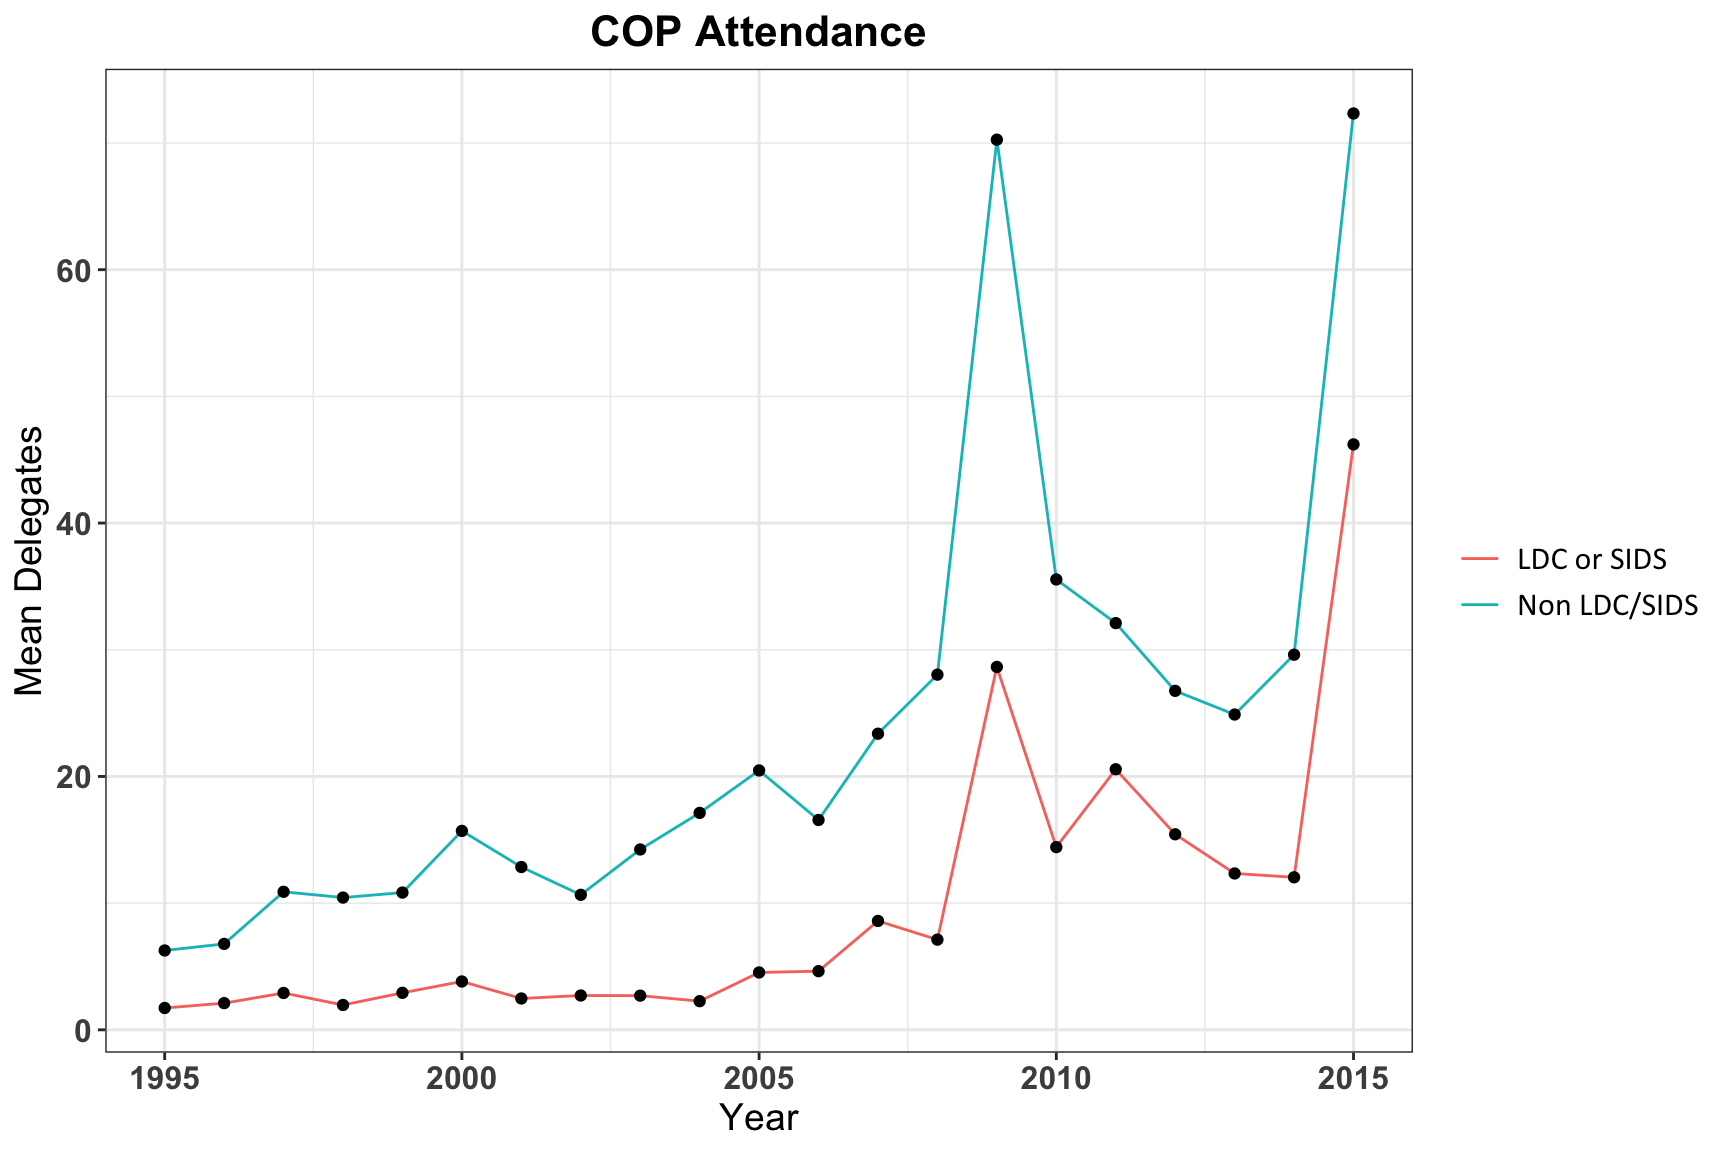 COP Attendance
Mean Delegates
60
40
20
0
1995 2000 2005 2010 2015
Year
LDC or SIDS
Non LDC/SIDS